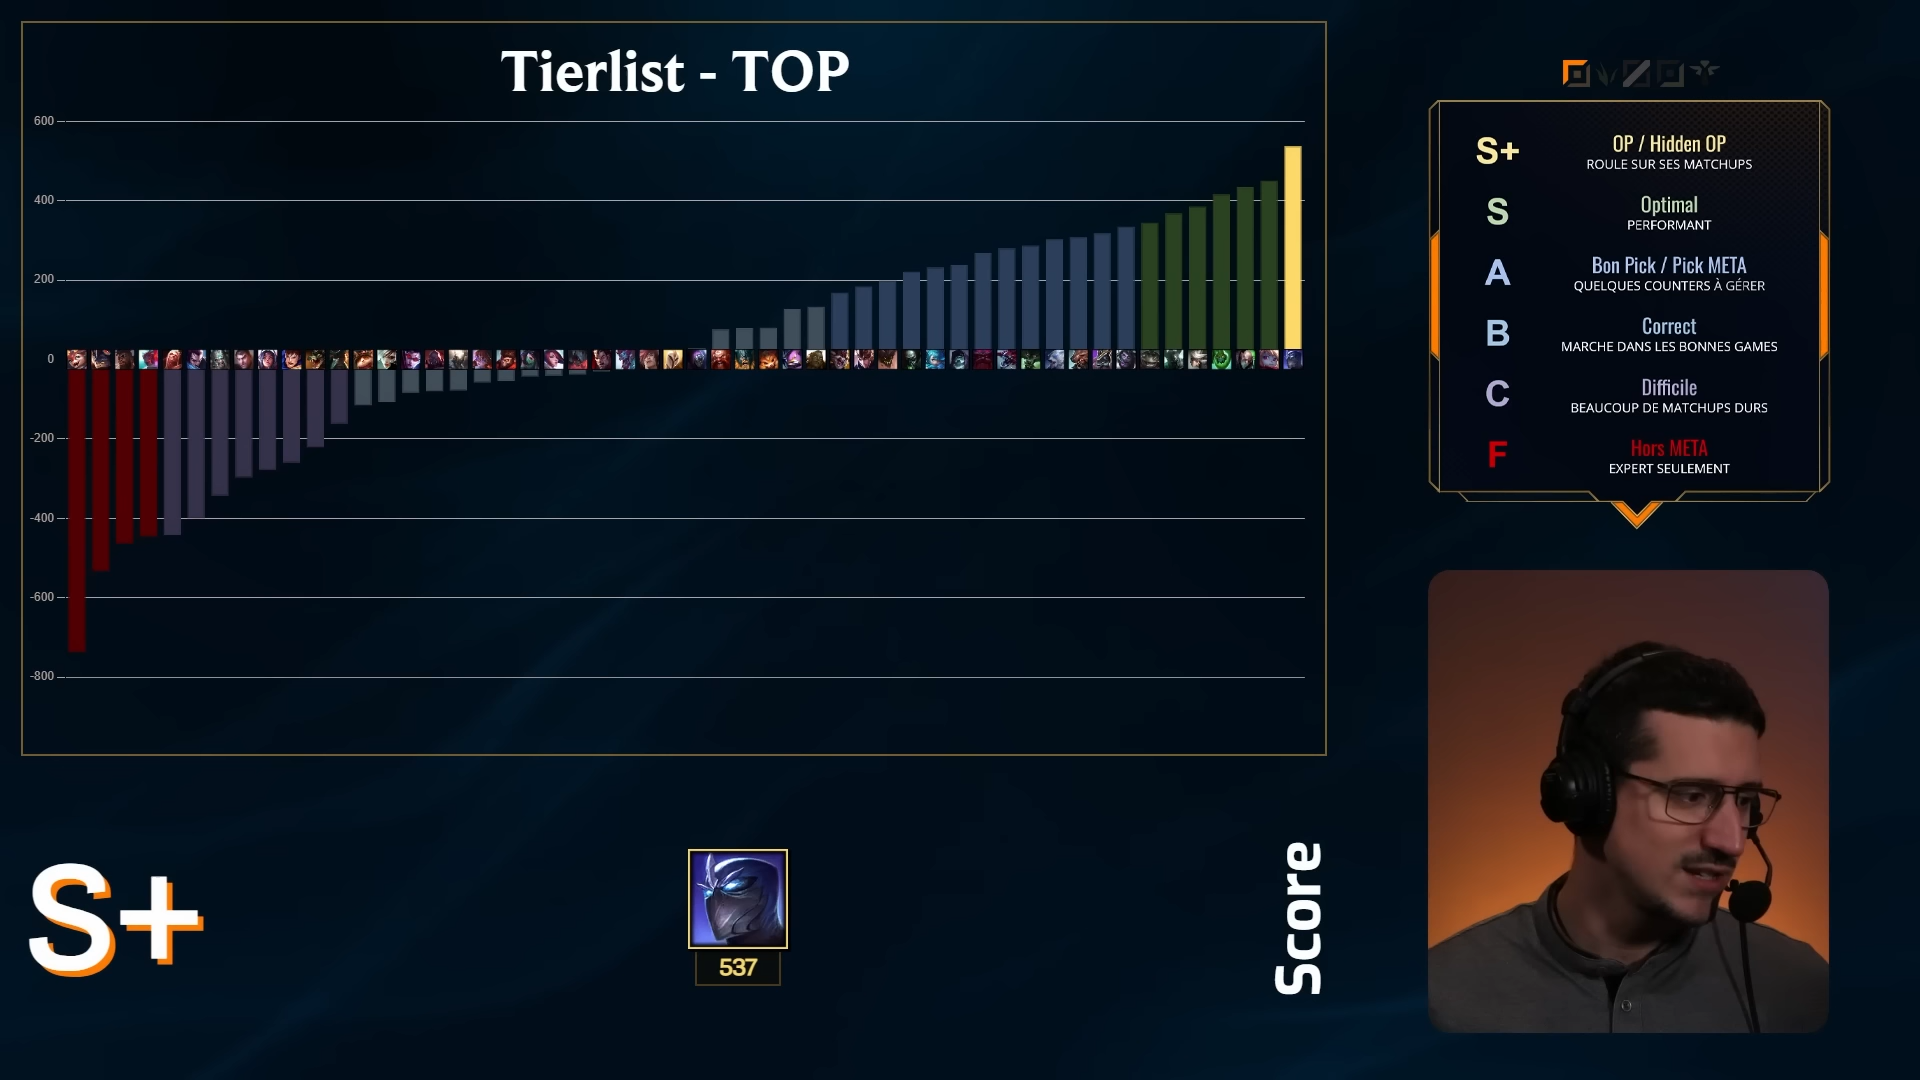 Tierlist - TOP
600
400
200
0
-200
-400
-600
-800
S+
OP / Hidden OP
ROULE SUR SES MATCHUPS
S
Optimal
PERFORMANT
A
Bon Pick / Pick META
QUELQUES COUNTERS À GÉRER
B
Correct
MARCHE DANS LES BONNES GAMES
C
Difficile
BEAUCOUP DE MATCHUPS DURS
F
Hors META
EXPERT SEULEMENT
S+
537
Score